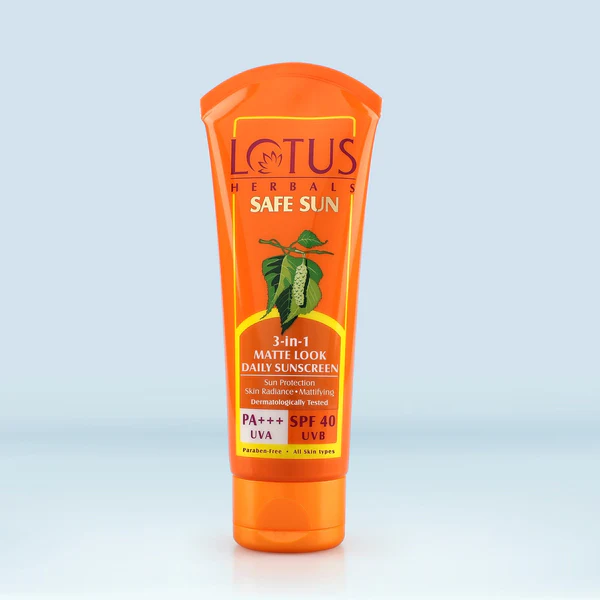 LOTUS
HERBALS
SAFE SUN
3-in-1
MATTE LOOK
DAILY SUNSCREEN
Sun Protection
Skin Radiance • Mattifying
Dermatologically Tested
PA+++ SPF 40
UVA UVB
Paraben-Free • All Skin types